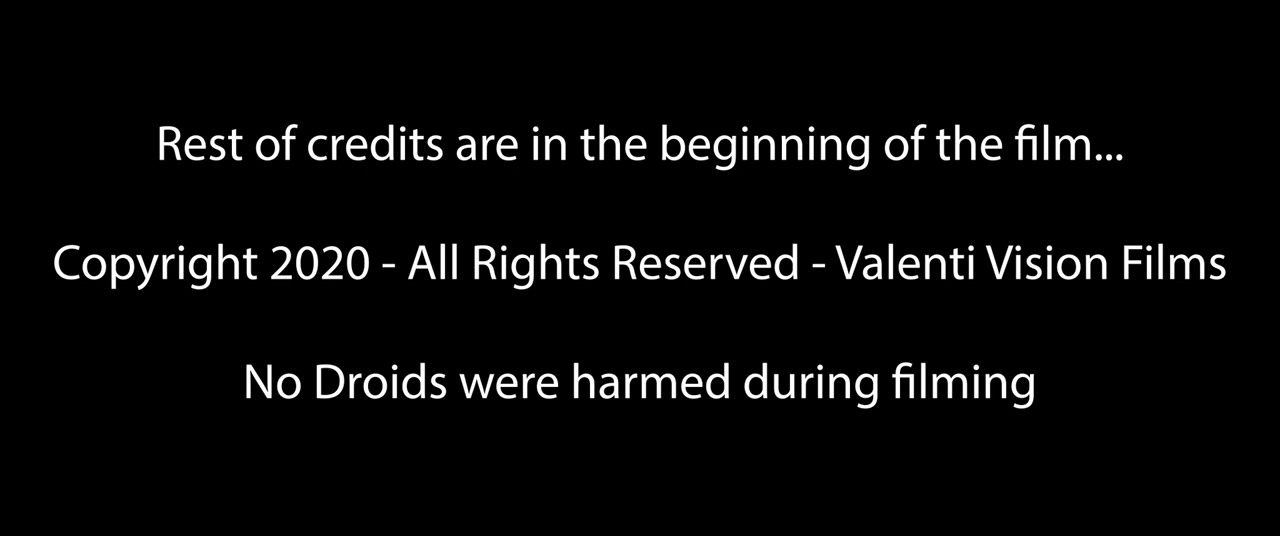 Rest of credits are in the beginning of the film...
Copyright 2020 - All Rights Reserved - Valenti Vision Films
No Droids were harmed during filming